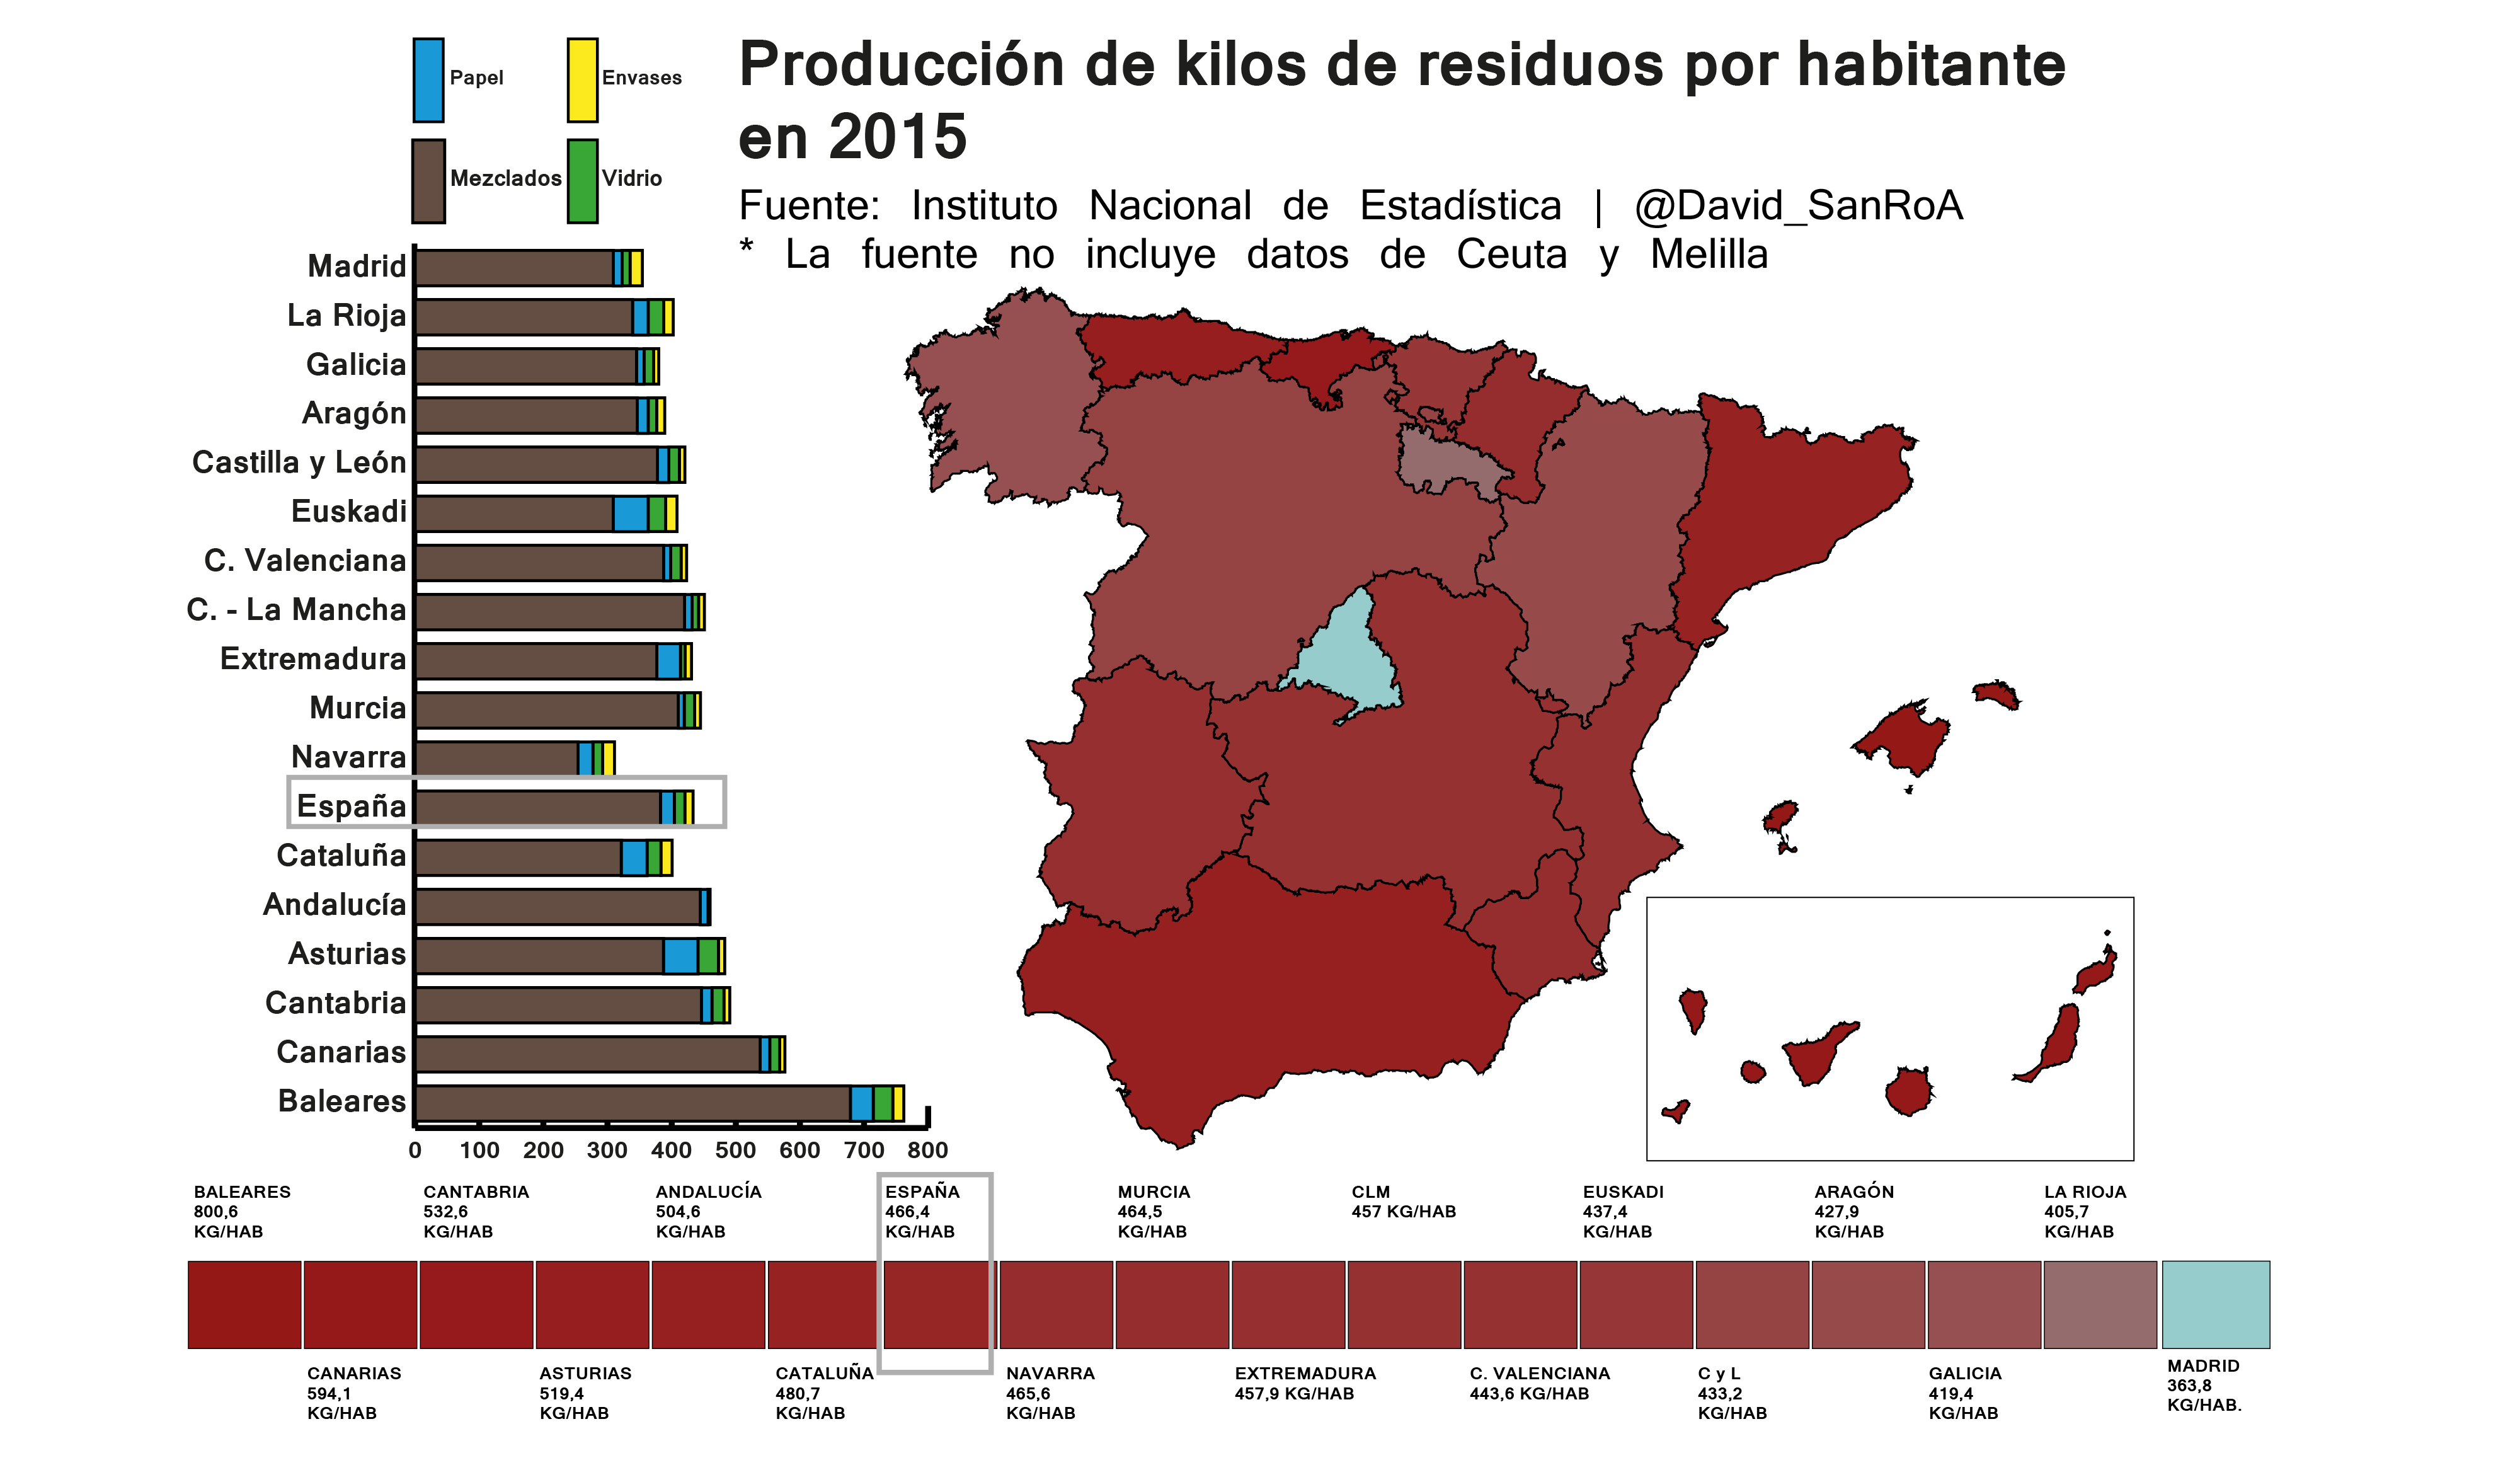 Papel
Envases
Mezclados
Vidrio
Producción de kilos de residuos por habitante
en 2015
Fuente: Instituto Nacional de Estadística | @David_SanRoA
* La fuente no incluye datos de Ceuta y Melilla
Madrid
La Rioja
Galicia
Aragón
Castilla y León
Euskadi
C. Valenciana
C. - La Mancha
Extremadura
Murcia
Navarra
España
Cataluña
Andalucía
Asturias
Cantabria
Canarias
Baleares
0 100 200 300 400 500 600 700 800
BALEARES
800,6
KG/HAB
CANTABRIA
532,6
KG/HAB
ANDALUCÍA
504,6
KG/HAB
ESPAÑA
466,4
KG/HAB
MURCIA
464,5
KG/HAB
CLM
457 KG/HAB
EUSKADI
437,4
KG/HAB
ARAGÓN
427,9
KG/HAB
LA RIOJA
405,7
KG/HAB
CANARIAS
594,1
KG/HAB
ASTURIAS
519,4
KG/HAB
CATALUÑA
480,7
KG/HAB
NAVARRA
465,6
KG/HAB
EXTREMADURA
457,9 KG/HAB
C. VALENCIANA
443,6 KG/HAB
C y L
433,2
KG/HAB
GALICIA
419,4
KG/HAB
MADRID
363,8
KG/HAB.